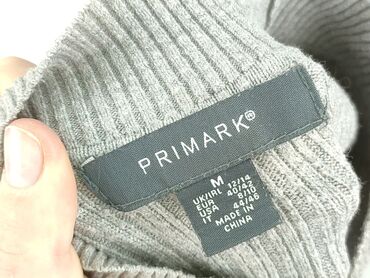 PRIMARK®
M
UK/IRL 12/14
EUR 40/42
USA 8/10
IT 44/46
MADE IN
CHINA